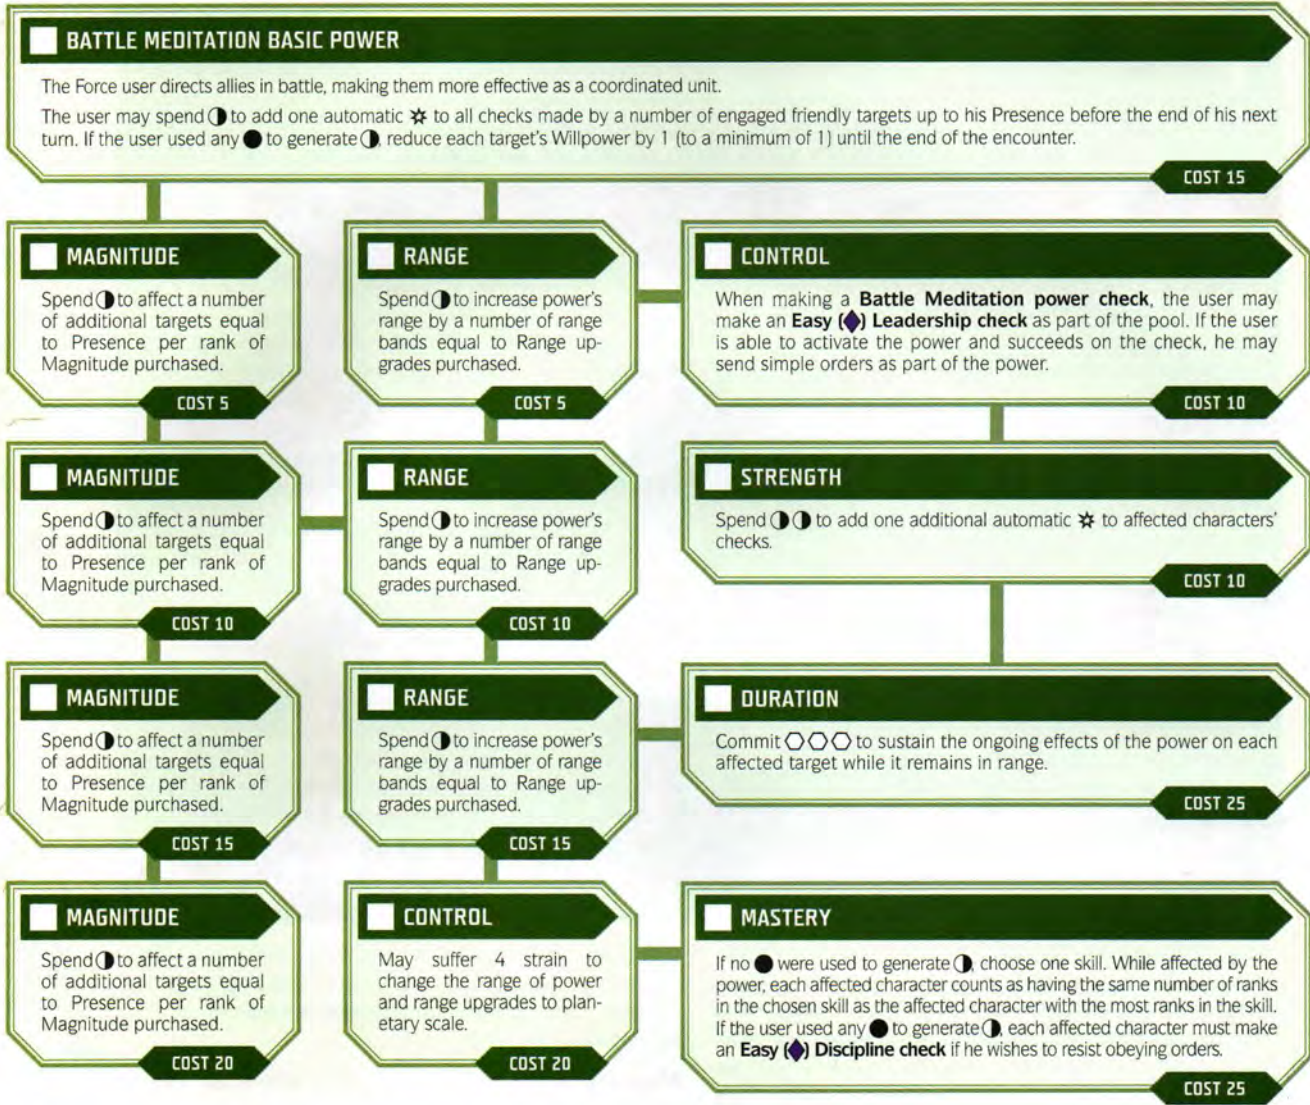 BATTLE MEDITATION BASIC POWER
The Force user directs allies in battle, making them more effective as a coordinated unit.
The user may spend ◑ to add one automatic ☼ to all checks made by a number of engaged friendly targets up to his Presence before the end of his next
turn. If the user used any ● to generate ◑, reduce each target's Willpower by 1 (to a minimum of 1) until the end of the encounter.
COST 15
MAGNITUDE
Spend ◑ to affect a number
of additional targets equal
to Presence per rank of
Magnitude purchased.
COST 5
RANGE
Spend ◑ to increase power's
range by a number of range
bands equal to Range up-
grades purchased.
COST 5
CONTROL
When making a Battle Meditation power check, the user may
make an Easy (◆) Leadership check as part of the pool. If the user
is able to activate the power and succeeds on the check, he may
send simple orders as part of the power.
COST 10
MAGNITUDE
Spend ◑ to affect a number
of additional targets equal
to Presence per rank of
Magnitude purchased.
COST 10
RANGE
Spend ◑ to increase power's
range by a number of range
bands equal to Range up-
grades purchased.
COST 10
STRENGTH
Spend ◑◑ to add one additional automatic ☼ to affected characters'
checks.
COST 10
MAGNITUDE
Spend ◑ to affect a number
of additional targets equal
to Presence per rank of
Magnitude purchased.
COST 15
RANGE
Spend ◑ to increase power's
range by a number of range
bands equal to Range up-
grades purchased.
COST 15
DURATION
Commit ⬡⬡⬡ to sustain the ongoing effects of the power on each
affected target while it remains in range.
COST 25
MAGNITUDE
Spend ◑ to affect a number
of additional targets equal
to Presence per rank of
Magnitude purchased.
COST 20
CONTROL
May suffer 4 strain to
change the range of power
and range upgrades to plan-
etary scale.
COST 20
MASTERY
If no ● were used to generate ◑, choose one skill. While affected by the
power, each affected character counts as having the same number of ranks
in the chosen skill as the affected character with the most ranks in the skill.
If the user used any ● to generate ◑, each affected character must make
an Easy (◆) Discipline check if he wishes to resist obeying orders.
COST 25